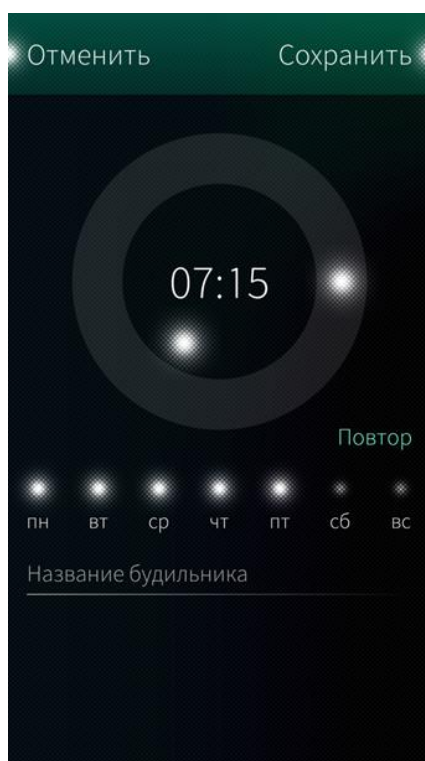 Отменить Сохранить
07:15
Повтор
пн вт ср чт пт сб вс
Название будильника